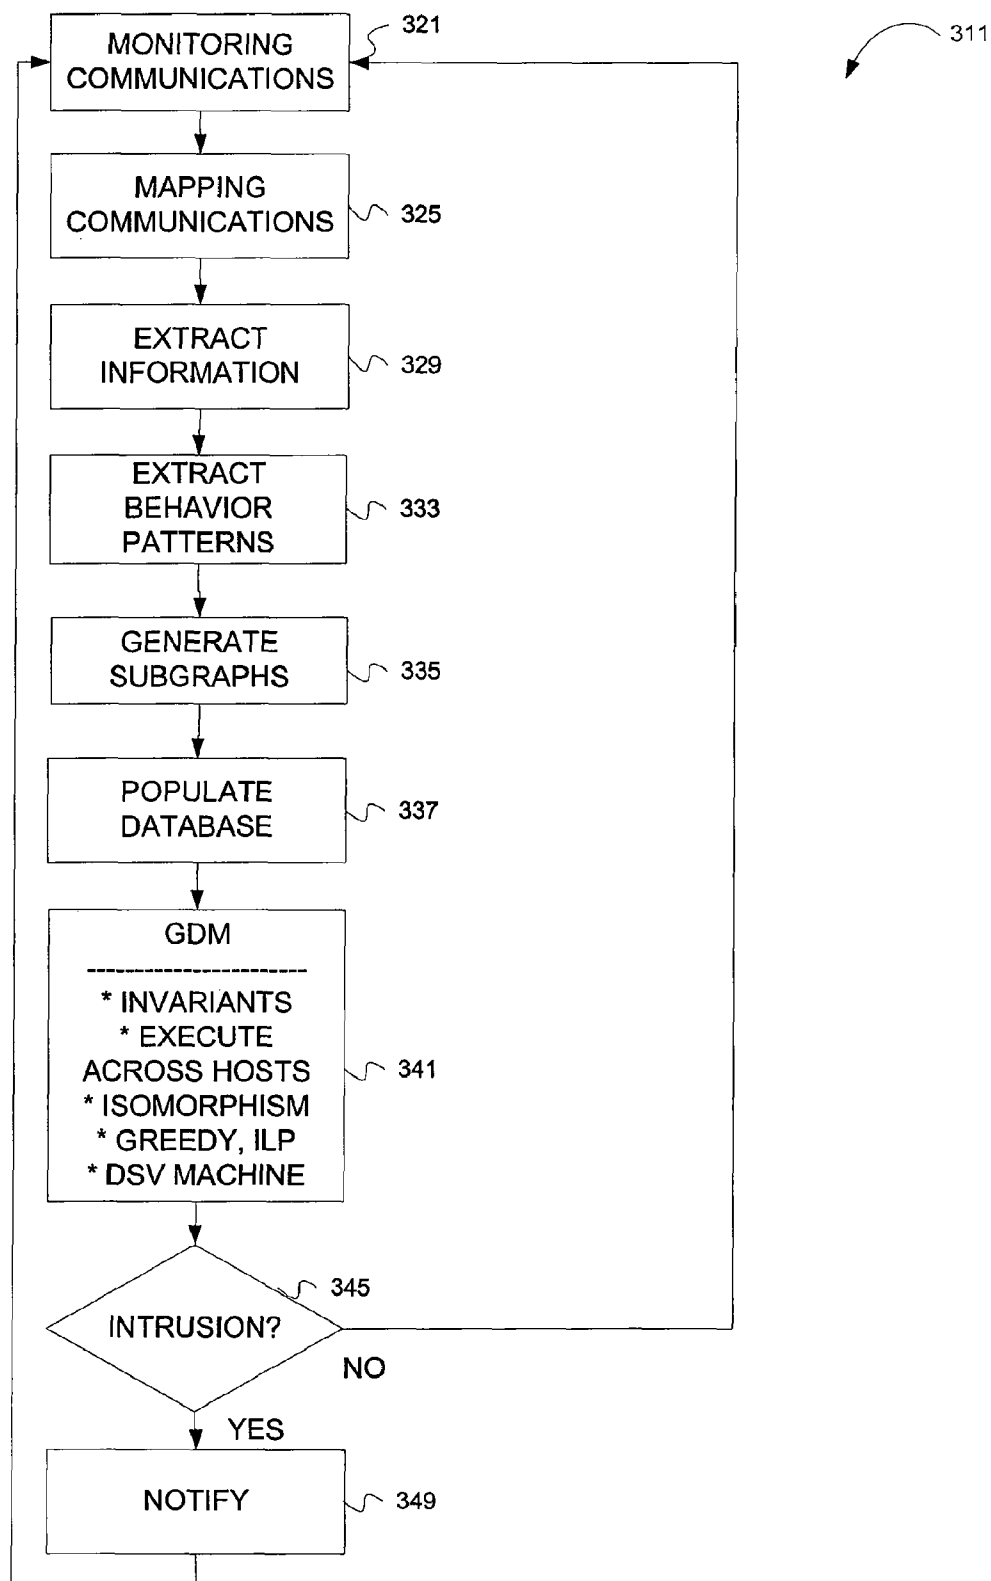 321
311
MONITORING
COMMUNICATIONS
MAPPING
COMMUNICATIONS
325
EXTRACT
INFORMATION
329
EXTRACT
BEHAVIOR
PATTERNS
333
GENERATE
SUBGRAPHS
335
POPULATE
DATABASE
337
GDM
-----------------------
* INVARIANTS
* EXECUTE
ACROSS HOSTS
* ISOMORPHISM
* GREEDY, ILP
* DSV MACHINE
341
345
INTRUSION?
NO
YES
NOTIFY
349